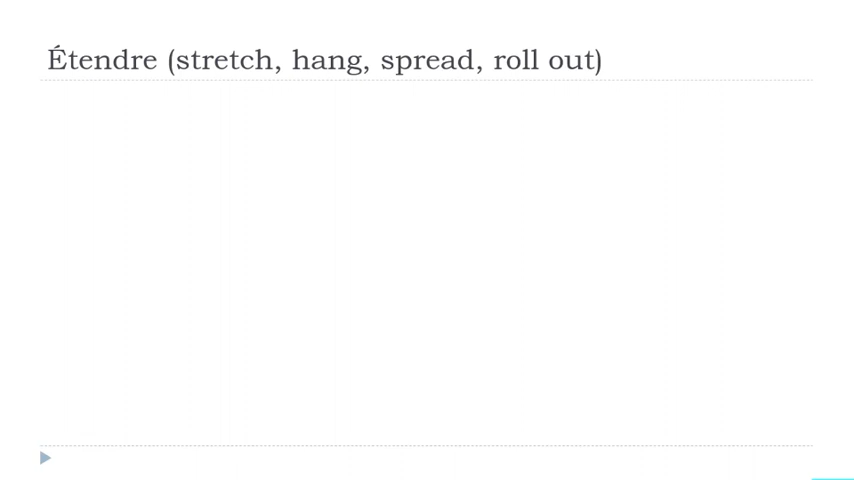 Étendre (stretch, hang, spread, roll out)